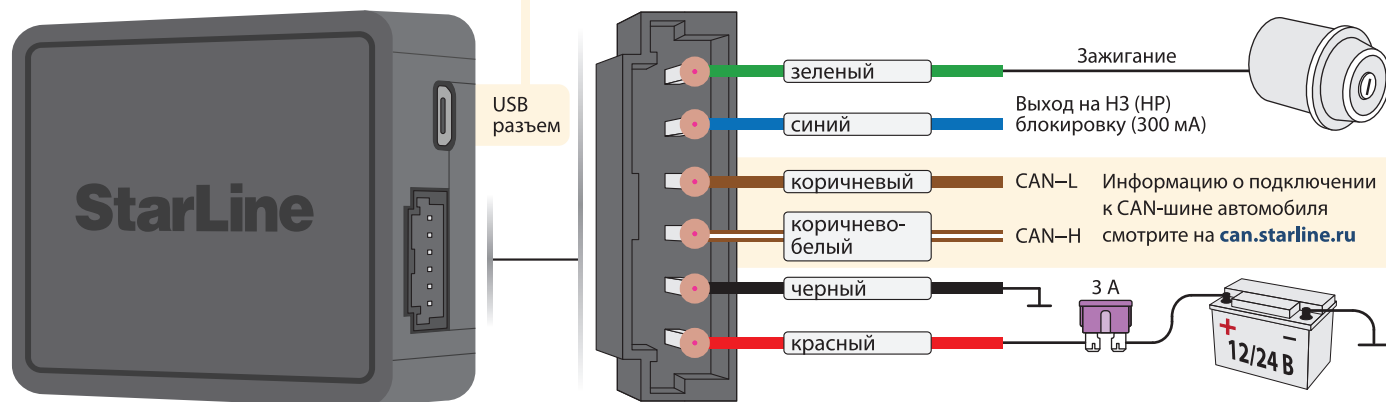 StarLine
USB
разъем
зеленый
Зажигание
синий
Выход на НЗ (НР)
блокировку (300 мА)
коричневый
CAN–L
Информацию о подключении
к CAN-шине автомобиля
смотрите на can.starline.ru
коричнево-
белый
CAN–H
черный
3 А
красный
+ –
12/24 В